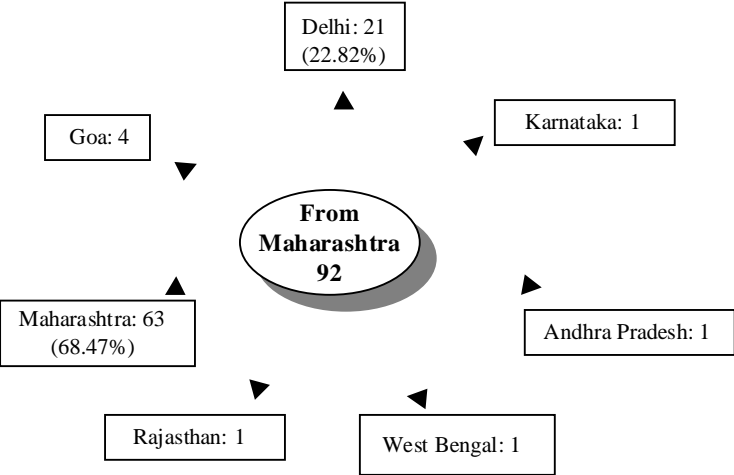 Delhi: 21
(22.82%)
Goa: 4
Karnataka: 1
From
Maharashtra
92
Maharashtra: 63
(68.47%)
Andhra Pradesh: 1
Rajasthan: 1
West Bengal: 1